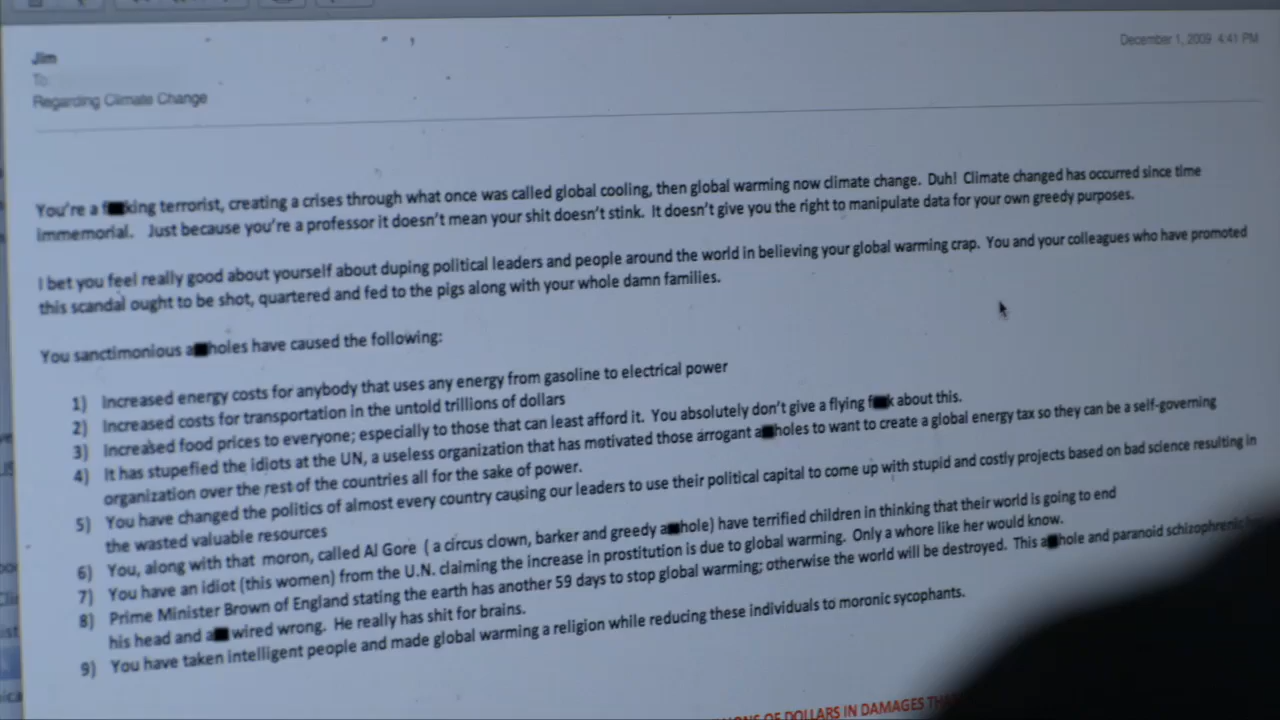 Jim
December 1, 2009 4:41 PM
To:
Regarding Climate Change
You're a f■■king terrorist, creating a crises through what once was called global cooling, then global warming now climate change. Duh! Climate changed has occurred since time
immemorial. Just because you're a professor it doesn't mean your shit doesn't stink. It doesn't give you the right to manipulate data for your own greedy purposes.
I bet you feel really good about yourself about duping political leaders and people around the world in believing your global warming crap. You and your colleagues who have promoted
this scandal ought to be shot, quartered and fed to the pigs along with your whole damn families.
You sanctimonious a■holes have caused the following:
1) Increased energy costs for anybody that uses any energy from gasoline to electrical power
2) Increased costs for transportation in the untold trillions of dollars
3) Increased food prices to everyone; especially to those that can least afford it. You absolutely don't give a flying f■k about this.
4) It has stupefied the idiots at the UN, a useless organization that has motivated those arrogant a■holes to want to create a global energy tax so they can be a self-governing
organization over the rest of the countries all for the sake of power.
5) You have changed the politics of almost every country causing our leaders to use their political capital to come up with stupid and costly projects based on bad science resulting in
the wasted valuable resources
6) You, along with that moron, called Al Gore ( a circus clown, barker and greedy a■hole) have terrified children in thinking that their world is going to end
7) You have an idiot (this women) from the U.N. claiming the increase in prostitution is due to global warming. Only a whore like her would know.
8) Prime Minister Brown of England stating the earth has another 59 days to stop global warming; otherwise the world will be destroyed. This a■hole and paranoid schizophrenic
his head and a■ wired wrong. He really has shit for brains.
9) You have taken intelligent people and made global warming a religion while reducing these individuals to moronic sycophants.
OF DOLLARS IN DAMAGES